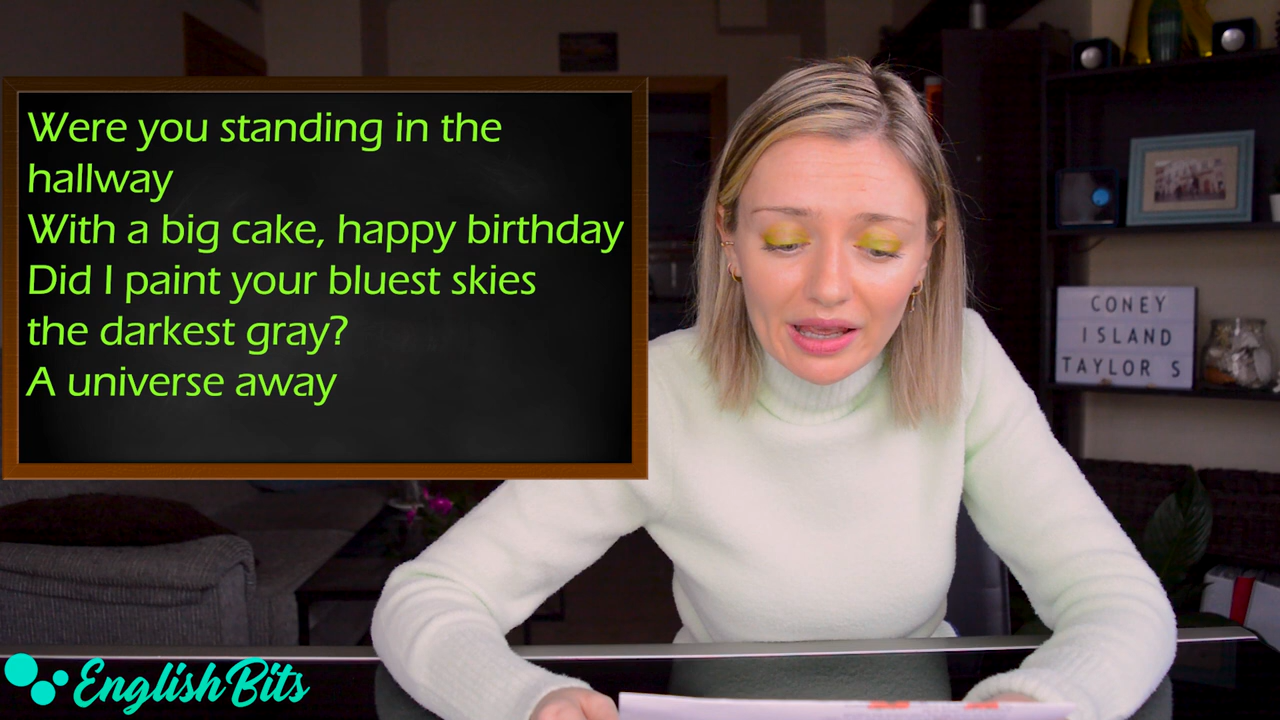 Were you standing in the
hallway
With a big cake, happy birthday
Did I paint your bluest skies
the darkest gray?
A universe away
CONEY
ISLAND
TAYLOR S
EnglishBits